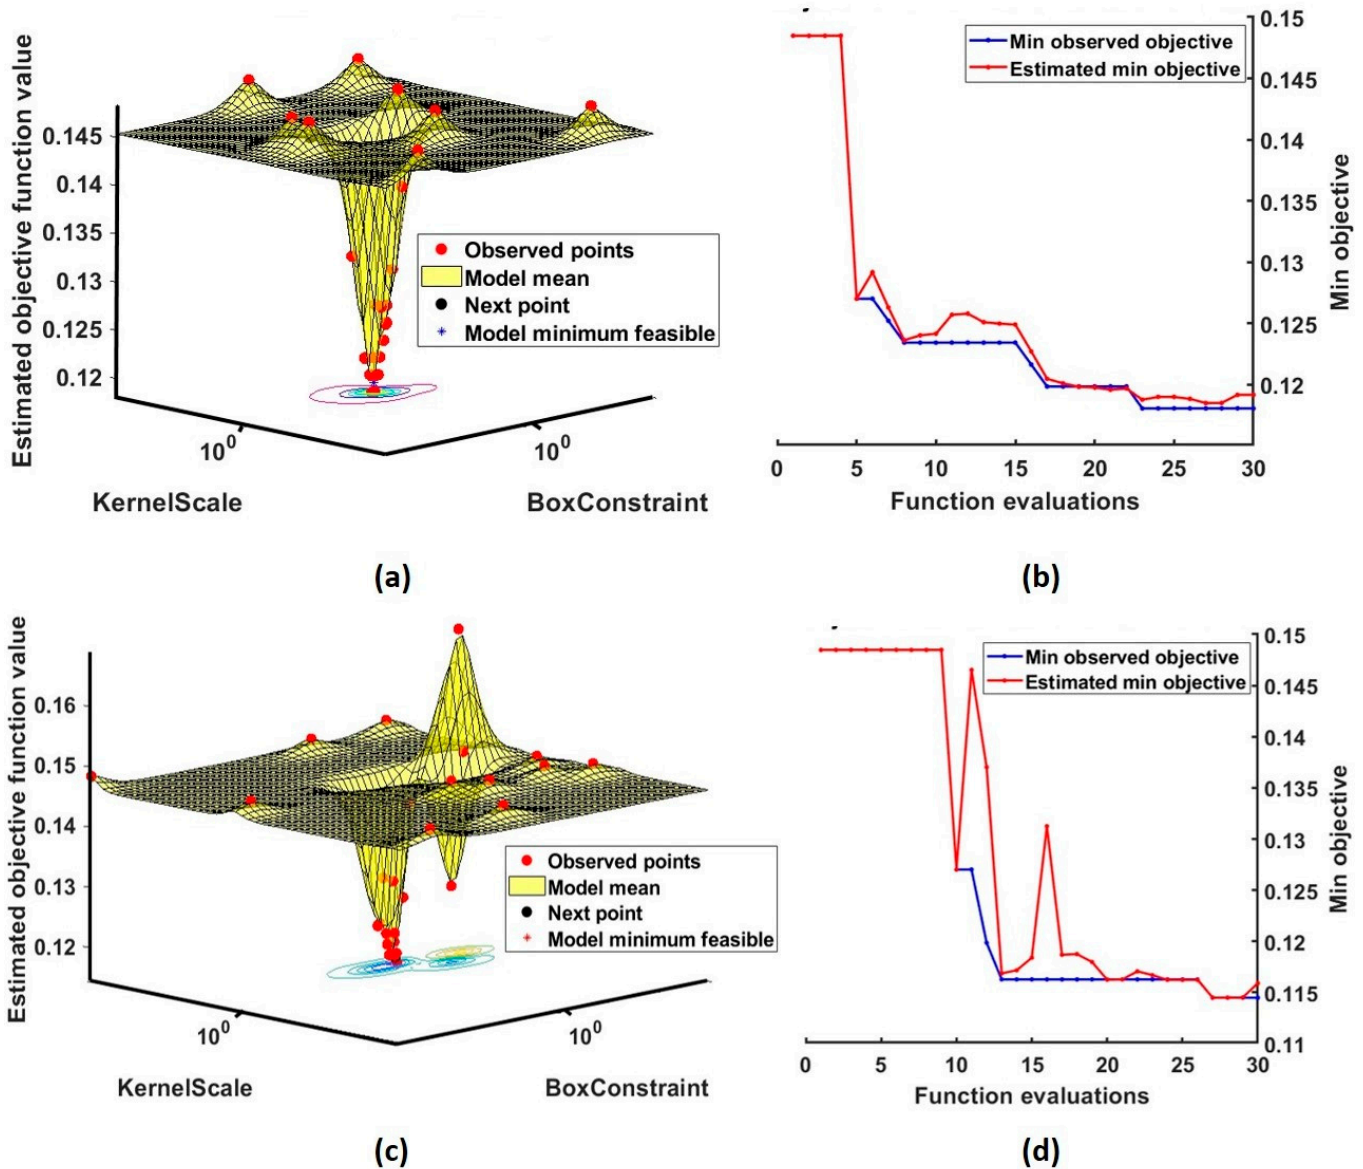 Estimated objective function value
0.145
0.14
0.135
0.13
0.125
0.12
Observed points
Model mean
Next point
Model minimum feasible
10^0
10^0
KernelScale
BoxConstraint
(a)
Min observed objective
Estimated min objective
0.15
0.145
0.14
0.135
0.13
0.125
0.12
Min objective
0 5 10 15 20 25 30
Function evaluations
(b)
Estimated objective function value
0.16
0.15
0.14
0.13
0.12
Observed points
Model mean
Next point
Model minimum feasible
10^0
10^0
KernelScale
BoxConstraint
(c)
Min observed objective
Estimated min objective
0.15
0.145
0.14
0.135
0.13
0.125
0.12
0.115
0.11
Min objective
0 5 10 15 20 25 30
Function evaluations
(d)